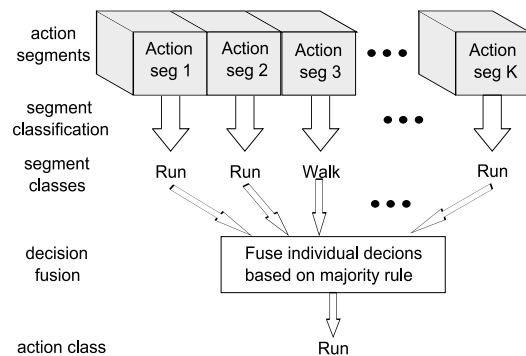 action
segments
Action
seg 1
Action
seg 2
Action
seg 3
Action
seg K
segment
classification
segment
classes
Run
Run
Walk
Run
decision
fusion
Fuse individual decions
based on majority rule
action class
Run